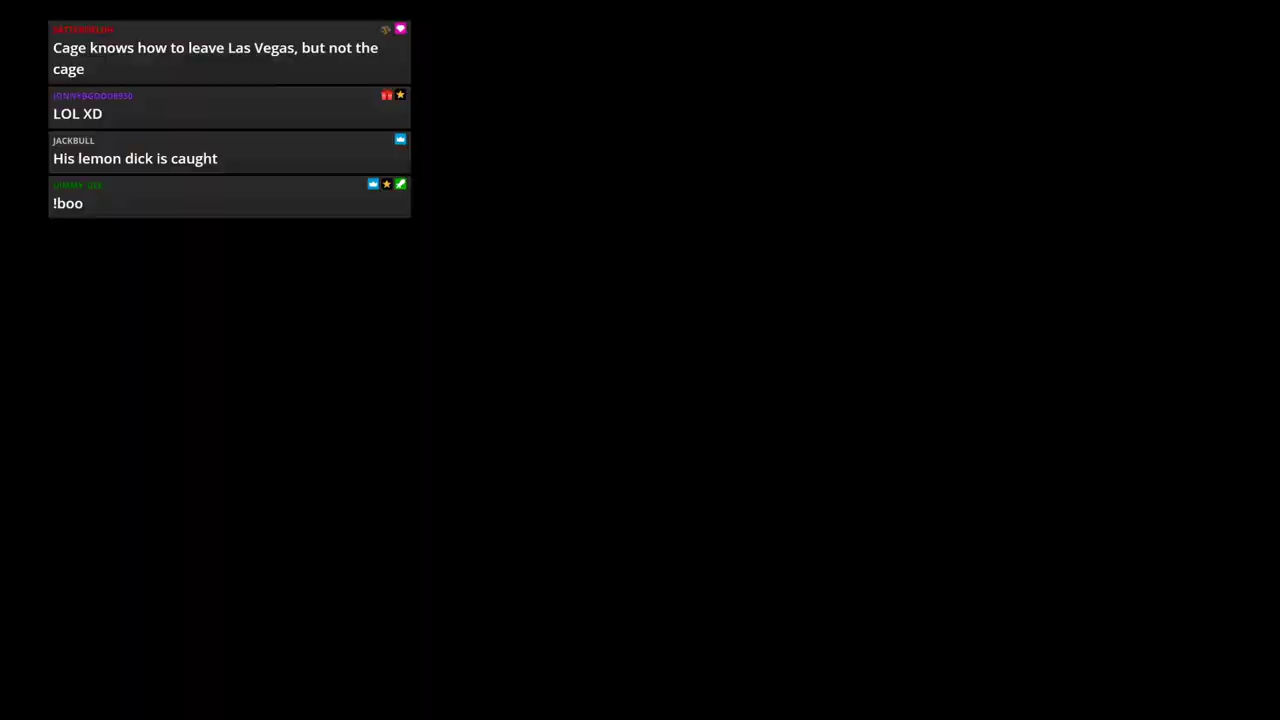 Cage knows how to leave Las Vegas, but not the
cage
JONNYBGOOD8930
LOL XD
JACKBULL
His lemon dick is caught
!boo